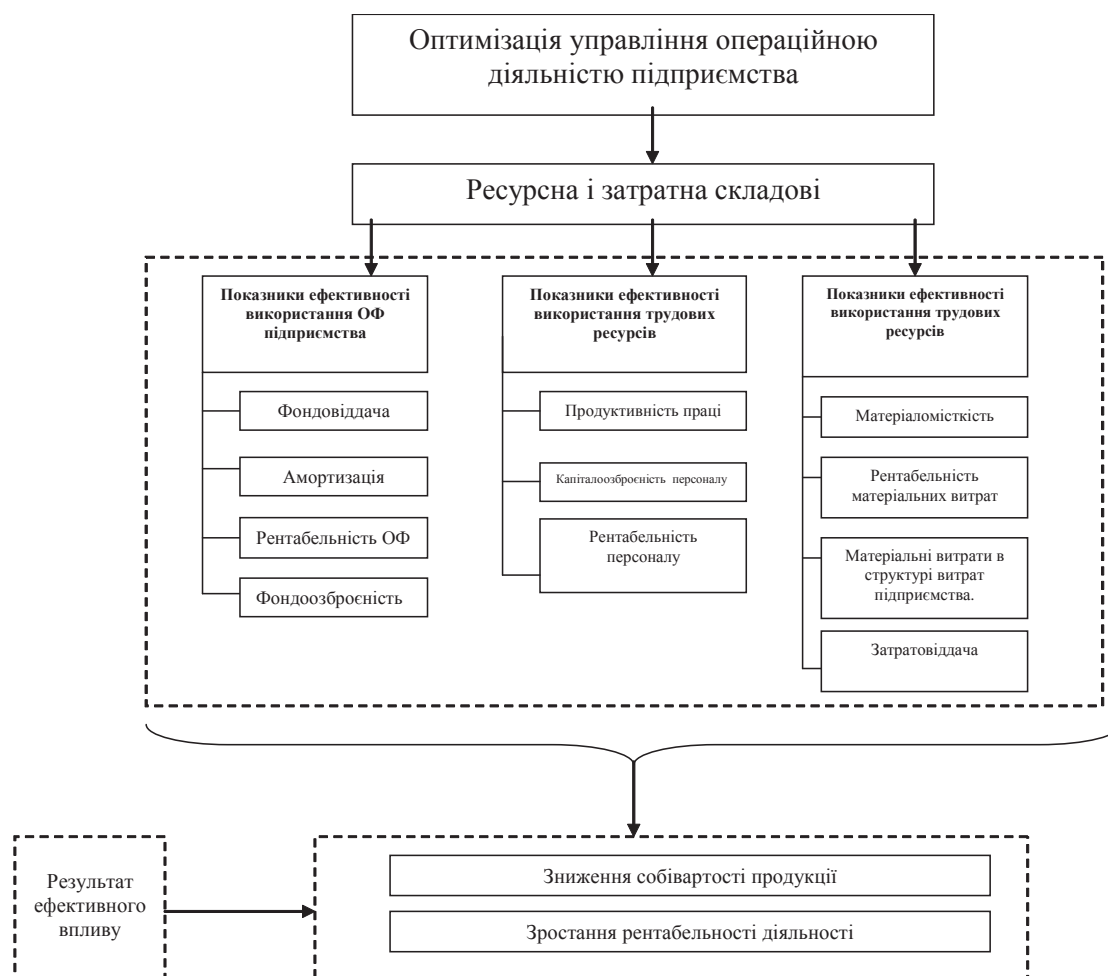 Оптимізація управління операційною
діяльністю підприємства
Ресурсна і затратна складові
Показники ефективності
використання ОФ
підприємства
Фондовіддача
Амортизація
Рентабельність ОФ
Фондоозброєність
Показники ефективності
використання трудових
ресурсів
Продуктивність праці
Капіталоозброєність персоналу
Рентабельність
персоналу
Показники ефективності
використання трудових
ресурсів
Матеріаломісткість
Рентабельність
матеріальних витрат
Матеріальні витрати в
структурі витрат
підприємства.
Затратовіддача
Результат
ефективного
впливу
Зниження собівартості продукції
Зростання рентабельності діяльності